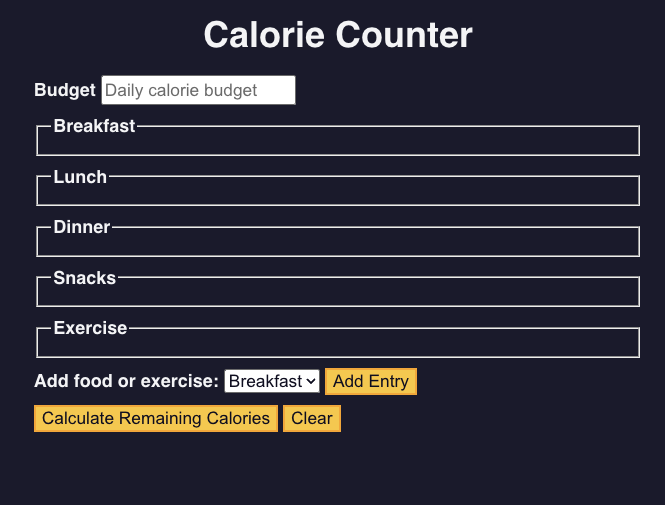 Calorie Counter
Budget Daily calorie budget
Breakfast
Lunch
Dinner
Snacks
Exercise
Add food or exercise: Breakfast Add Entry
Calculate Remaining Calories Clear